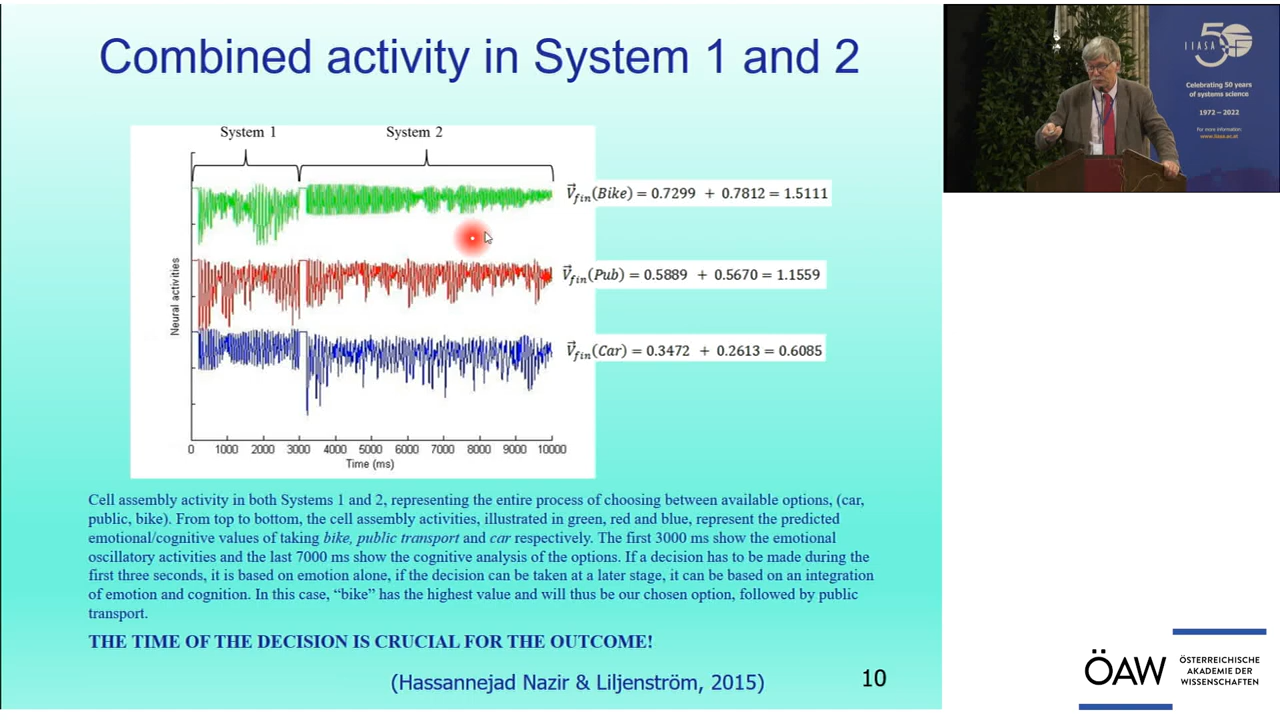 Combined activity in System 1 and 2
System 1
System 2
V⃗fin(Bike) = 0.7299 + 0.7812 = 1.5111
V⃗fin(Pub) = 0.5889 + 0.5670 = 1.1559
V⃗fin(Car) = 0.3472 + 0.2613 = 0.6085
Neural activities
0 1000 2000 3000 4000 5000 6000 7000 8000 9000 10000
Time (ms)
Cell assembly activity in both Systems 1 and 2, representing the entire process of choosing between available options, (car,
public, bike). From top to bottom, the cell assembly activities, illustrated in green, red and blue, represent the predicted
emotional/cognitive values of taking bike, public transport and car respectively. The first 3000 ms show the emotional
oscillatory activities and the last 7000 ms show the cognitive analysis of the options. If a decision has to be made during the
first three seconds, it is based on emotion alone, if the decision can be taken at a later stage, it can be based on an integration
of emotion and cognition. In this case, “bike” has the highest value and will thus be our chosen option, followed by public
transport.
THE TIME OF THE DECISION IS CRUCIAL FOR THE OUTCOME!
(Hassannejad Nazir & Liljenström, 2015)
10
50
IIASA
Celebrating 50 years
of systems science
1972 – 2022
For more information:
www.iiasa.ac.at
ÖAW
ÖSTERREICHISCHE
AKADEMIE DER
WISSENSCHAFTEN